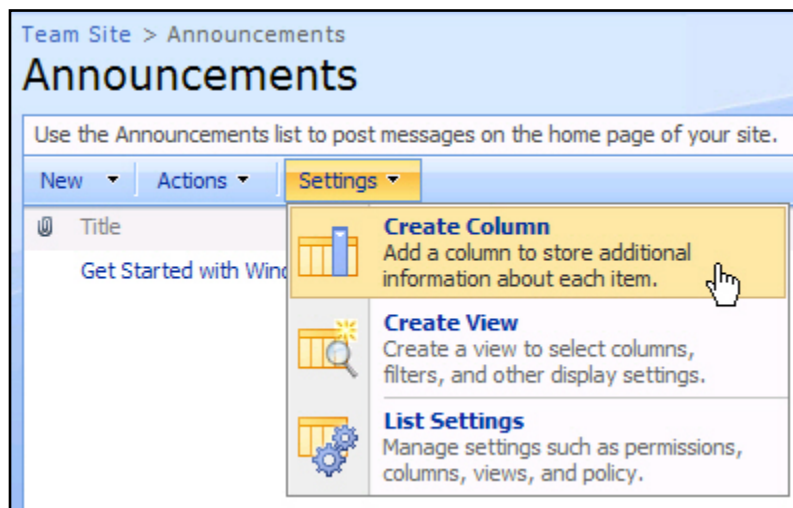 Team Site > Announcements
Announcements
Use the Announcements list to post messages on the home page of your site.
New Actions Settings
Title
Get Started with
Create Column
Add a column to store additional
information about each item.
Create View
Create a view to select columns,
filters, and other display settings.
List Settings
Manage settings such as permissions,
columns, views, and policy.